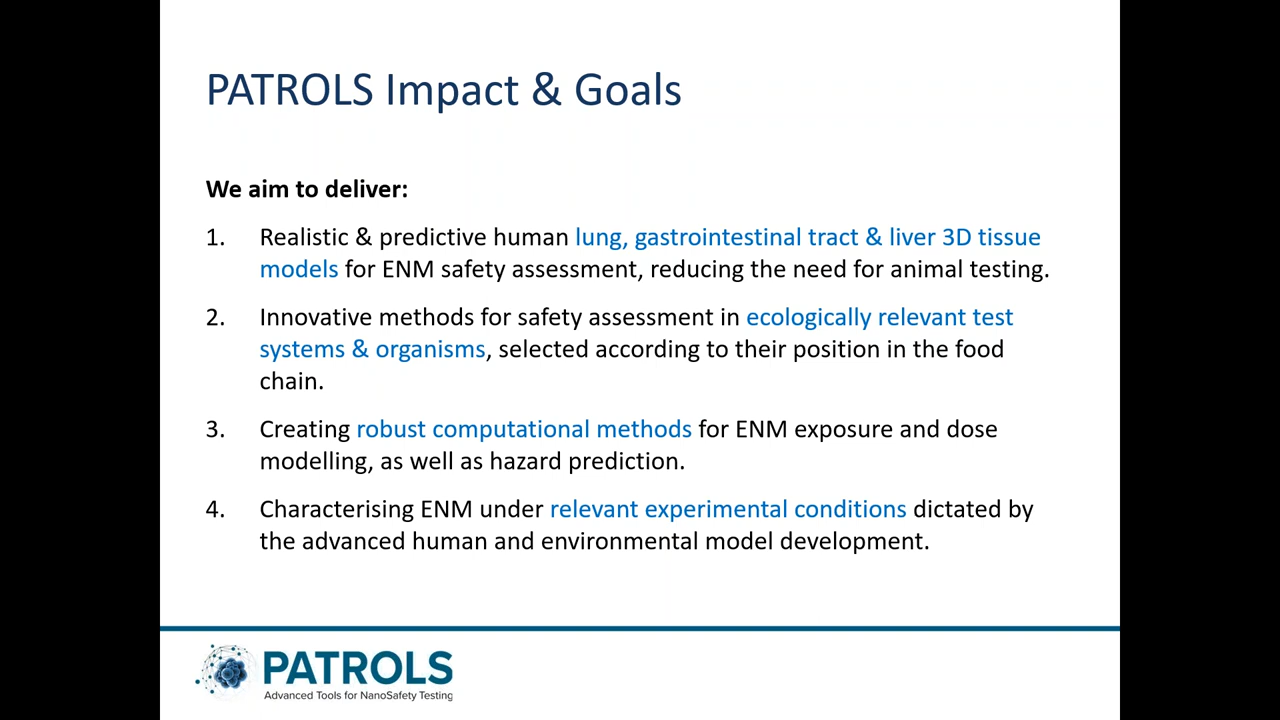 PATROLS Impact & Goals
We aim to deliver:
1. Realistic & predictive human lung, gastrointestinal tract & liver 3D tissue
models for ENM safety assessment, reducing the need for animal testing.
2. Innovative methods for safety assessment in ecologically relevant test
systems & organisms, selected according to their position in the food
chain.
3. Creating robust computational methods for ENM exposure and dose
modelling, as well as hazard prediction.
4. Characterising ENM under relevant experimental conditions dictated by
the advanced human and environmental model development.
PATROLS
Advanced Tools for NanoSafety Testing